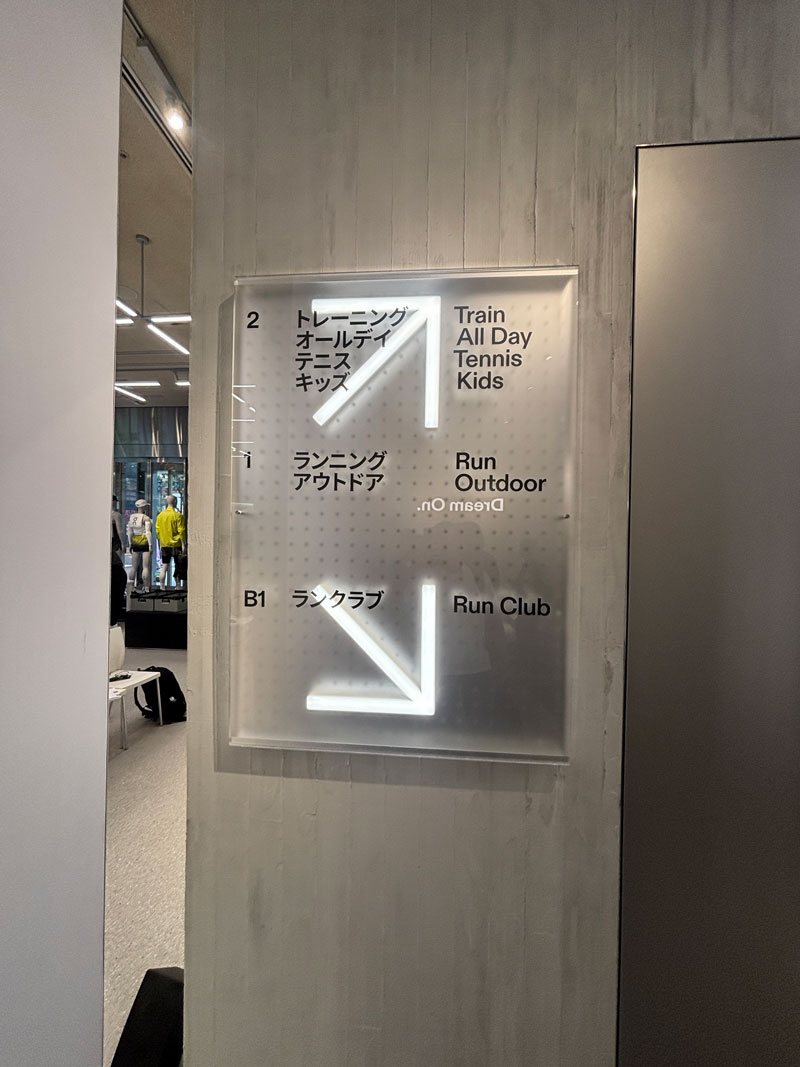 2 トレーニング Train
オールデイ All Day
テニス Tennis
キッズ Kids
1 ランニング Run
アウトドア Outdoor
Dream On.
B1 ランクラブ Run Club